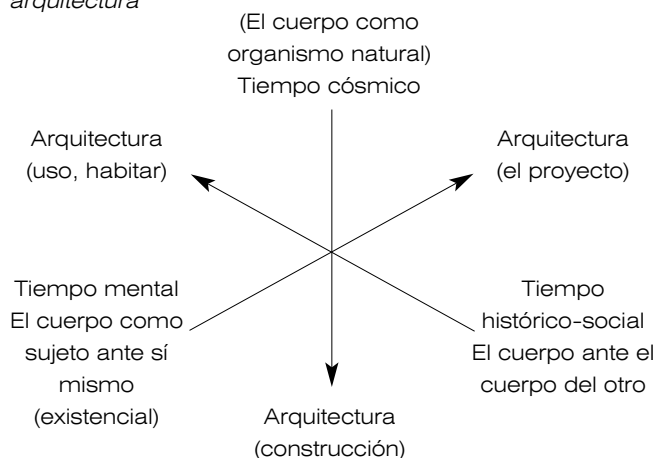 arquitectura
(El cuerpo como
organismo natural)
Tiempo cósmico
Arquitectura
(uso, habitar)
Arquitectura
(el proyecto)
Tiempo mental
El cuerpo como
sujeto ante sí
mismo
(existencial)
Tiempo
histórico-social
El cuerpo ante el
cuerpo del otro
Arquitectura
(construcción)